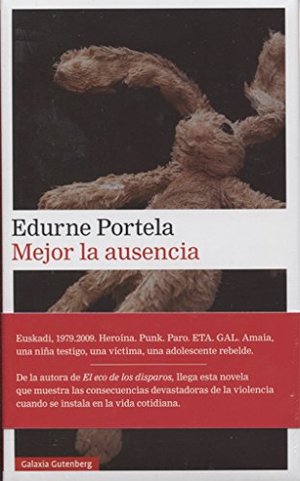 Edurne Portela
Mejor la ausencia
Euskadi, 1979.2009. Heroína. Punk. Paro. ETA. GAL. Amaia,
una niña testigo, una víctima, una adolescente rebelde.
De la autora de El eco de los disparos, llega esta novela
que muestra las consecuencias devastadoras de la violencia
cuando se instala en la vida cotidiana.
Galaxia Gutenberg